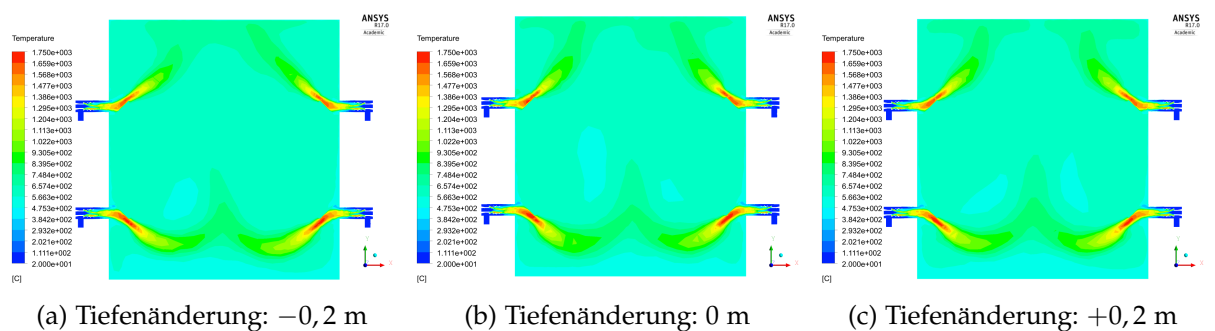 ANSYS
R17.0
Academic
Temperature
1.750e+003
1.659e+003
1.568e+003
1.477e+003
1.386e+003
1.295e+003
1.204e+003
1.113e+003
1.022e+003
9.305e+002
8.395e+002
6.574e+002
5.663e+002
4.753e+002
3.842e+002
2.932e+002
2.021e+002
1.111e+002
2.000e+001
[C]
Y
X
(a) Tiefenänderung: −0, 2 m
ANSYS
R17.0
Academic
Temperature
1.750e+003
1.659e+003
1.568e+003
1.477e+003
1.386e+003
1.295e+003
1.204e+003
1.113e+003
1.022e+003
9.305e+002
8.395e+002
6.574e+002
5.663e+002
4.753e+002
3.842e+002
2.932e+002
2.021e+002
1.111e+002
2.000e+001
[C]
Y
X
(b) Tiefenänderung: 0 m
ANSYS
R17.0
Academic
Temperature
1.750e+003
1.659e+003
1.568e+003
1.477e+003
1.386e+003
1.295e+003
1.204e+003
1.113e+003
1.022e+003
9.305e+002
8.395e+002
6.574e+002
5.663e+002
4.753e+002
3.842e+002
2.932e+002
2.021e+002
1.111e+002
2.000e+001
[C]
Y
X
(c) Tiefenänderung: +0, 2 m